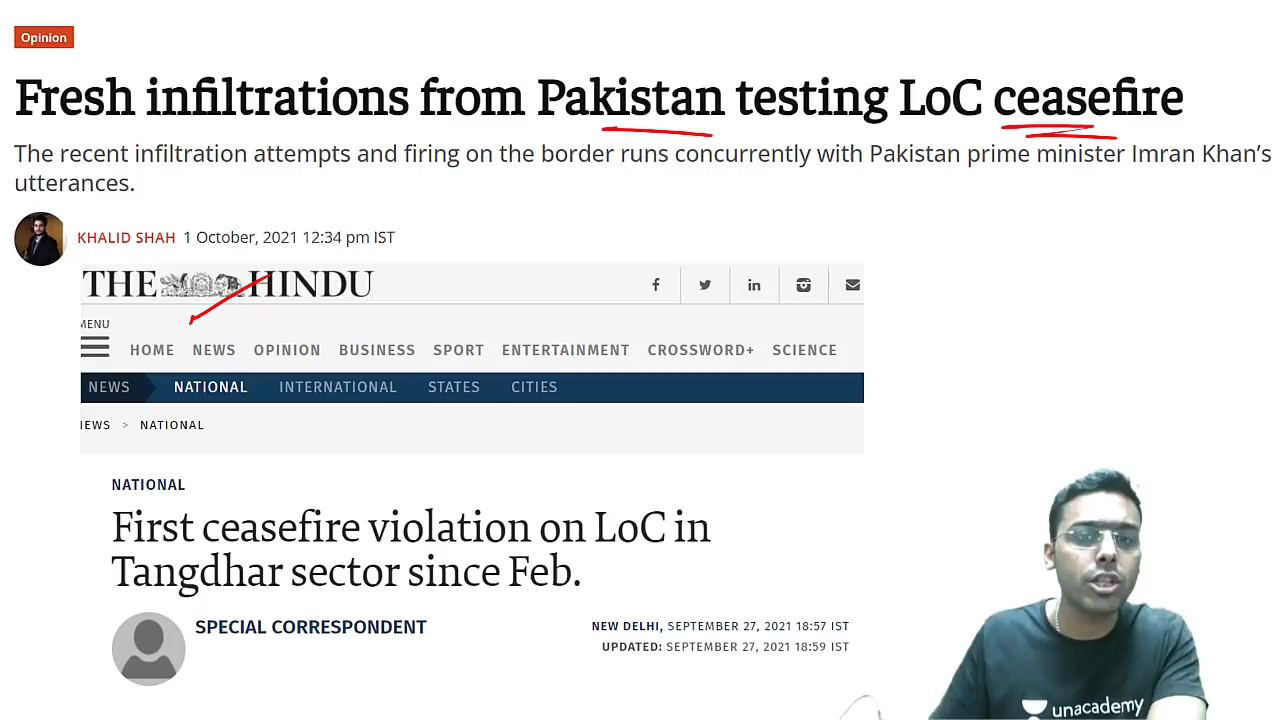 Opinion
Fresh infiltrations from Pakistan testing LoC ceasefire
The recent infiltration attempts and firing on the border runs concurrently with Pakistan prime minister Imran Khan's
utterances.
KHALID SHAH 1 October, 2021 12:34 pm IST
THE HINDU
MENU
HOME NEWS OPINION BUSINESS SPORT ENTERTAINMENT CROSSWORD+ SCIENCE
NEWS NATIONAL INTERNATIONAL STATES CITIES
NEWS > NATIONAL
NATIONAL
First ceasefire violation on LoC in
Tangdhar sector since Feb.
SPECIAL CORRESPONDENT
NEW DELHI, SEPTEMBER 27, 2021 18:57 IST
UPDATED: SEPTEMBER 27, 2021 18:59 IST
unacademy